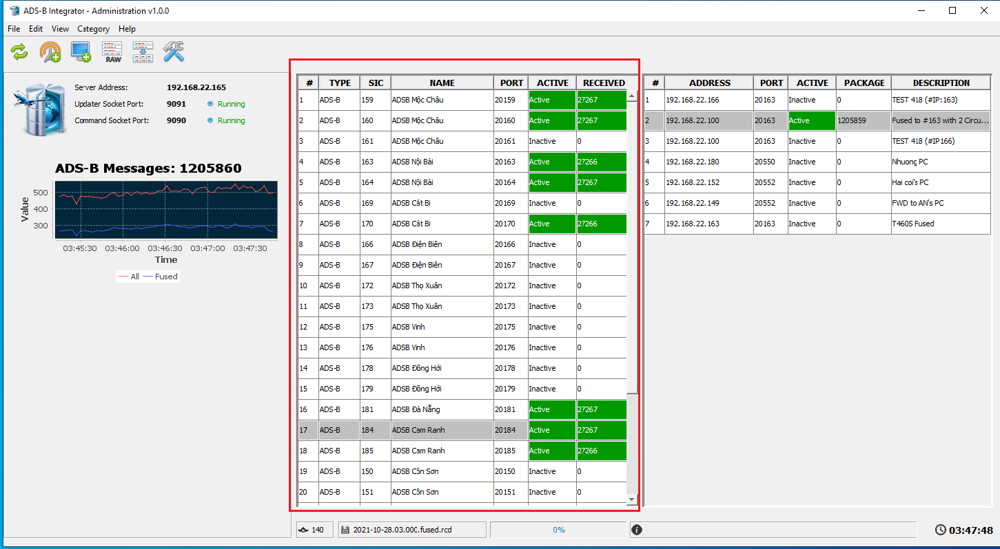 ADS-B Integrator - Administration v1.0.0
File Edit View Category Help
RAW
Server Address: 192.168.22.165
Updater Socket Port: 9091 Running
Command Socket Port: 9090 Running
ADS-B Messages: 1205860
Value
500
400
300
03:45:30 03:46:00 03:46:30 03:47:00 03:47:30
Time
All Fused
# TYPE SIC NAME PORT ACTIVE RECEIVED
1 ADS-B 159 ADSB Mộc Châu 20159 Active 27267
2 ADS-B 160 ADSB Mộc Châu 20160 Active 27267
3 ADS-B 161 ADSB Mộc Châu 20161 Inactive 0
4 ADS-B 163 ADSB Nội Bài 20163 Active 27266
5 ADS-B 164 ADSB Nội Bài 20164 Active 27267
6 ADS-B 169 ADSB Cát Bi 20169 Inactive 0
7 ADS-B 170 ADSB Cát Bi 20170 Active 27266
8 ADS-B 166 ADSB Điện Biên 20166 Inactive 0
9 ADS-B 167 ADSB Điện Biên 20167 Inactive 0
10 ADS-B 172 ADSB Thọ Xuân 20172 Inactive 0
11 ADS-B 173 ADSB Thọ Xuân 20173 Inactive 0
12 ADS-B 175 ADSB Vinh 20175 Inactive 0
13 ADS-B 176 ADSB Vinh 20176 Inactive 0
14 ADS-B 178 ADSB Đồng Hới 20178 Inactive 0
15 ADS-B 179 ADSB Đồng Hới 20179 Inactive 0
16 ADS-B 181 ADSB Đà Nẵng 20181 Active 27267
17 ADS-B 184 ADSB Cam Ranh 20184 Active 27267
18 ADS-B 185 ADSB Cam Ranh 20185 Active 27266
19 ADS-B 150 ADSB Côn Sơn 20150 Inactive 0
20 ADS-B 151 ADSB Côn Sơn 20151 Inactive 0
# ADDRESS PORT ACTIVE PACKAGE DESCRIPTION
1 192.168.22.166 20163 Inactive 0 TEST 418 (#IP:163)
2 192.168.22.100 20163 Active 1205859 Fused to #163 with 2 Circu...
3 192.168.22.100 20163 Inactive 0 TEST 418 (#IP166)
4 192.168.22.180 20550 Inactive 0 Nhuong PC
5 192.168.22.152 20552 Inactive 0 Hai coi's PC
6 192.168.22.149 20552 Inactive 0 FWD to AN's PC
7 192.168.22.163 20163 Inactive 0 T460S Fused
140 2021-10-28.03.000.fused.rcd 0% 03:47:48